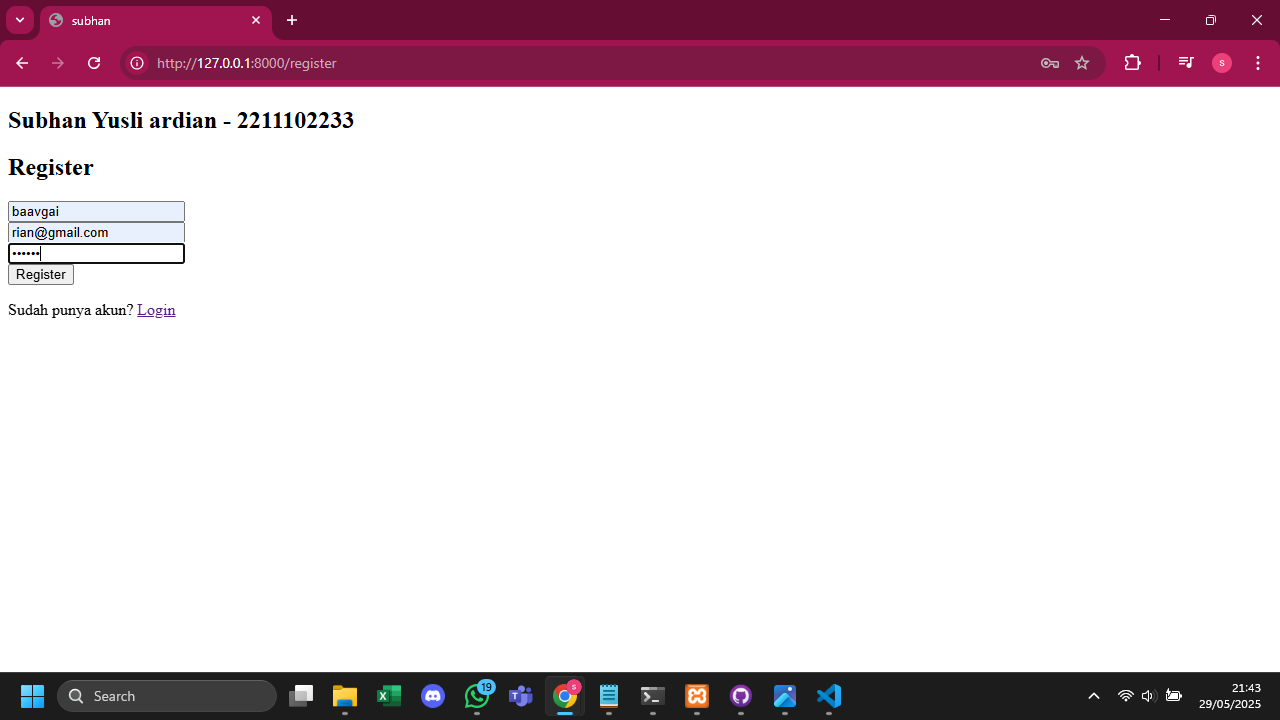 subhan
http://127.0.0.1:8000/register
s
Subhan Yusli ardian - 2211102233
Register
baavgai
rian@gmail.com
••••••
Register
Sudah punya akun? Login
Search
19
s
21:43
29/05/2025